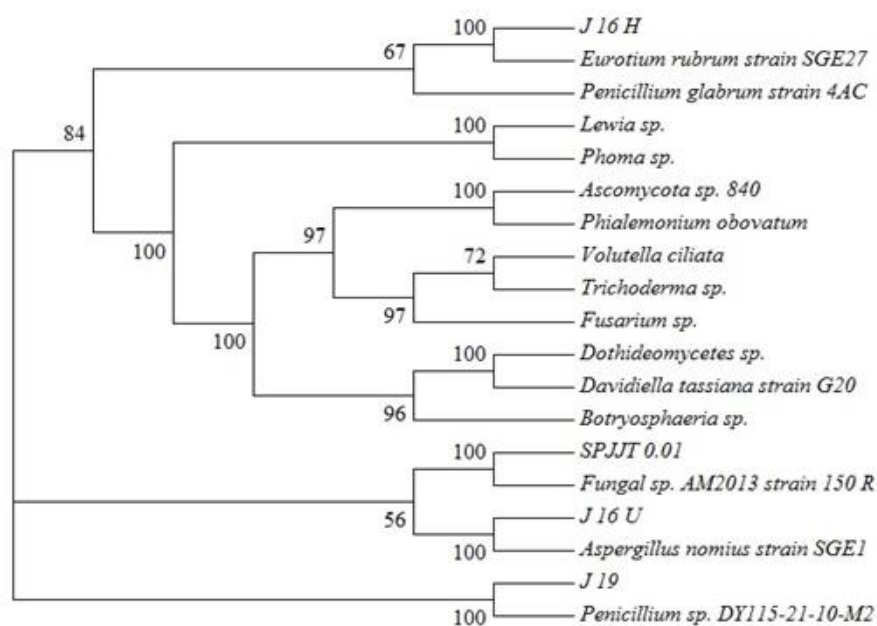 100
J 16 H
67
Eurotium rubrum strain SGE27
Penicillium glabrum strain 4AC
84
100
Lewia sp.
Phoma sp.
100
100
Ascomycota sp. 840
Phialemonium obovatum
97
72
Volutella ciliata
Trichoderma sp.
97
Fusarium sp.
100
100
Dothideomycetes sp.
Davidiella tassiana strain G20
96
Botryosphaeria sp.
100
SPJJT 0.01
Fungal sp. AM2013 strain 150 R
56
J 16 U
100
Aspergillus nomius strain SGE1
J 19
100
Penicillium sp. DY115-21-10-M2